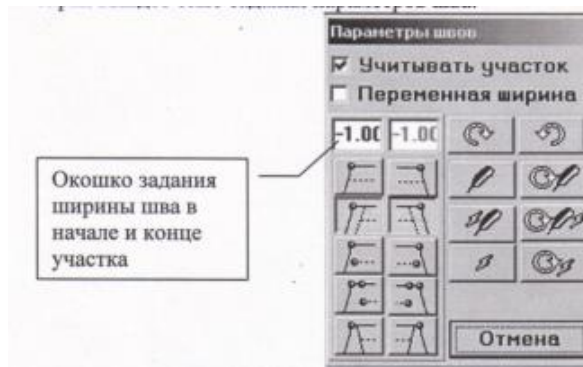 Параметры швов
Учитывать участок
Переменная ширина
-1.00 -1.00
Окошко задания
ширины шва в
начале и конце
участка
Отмена